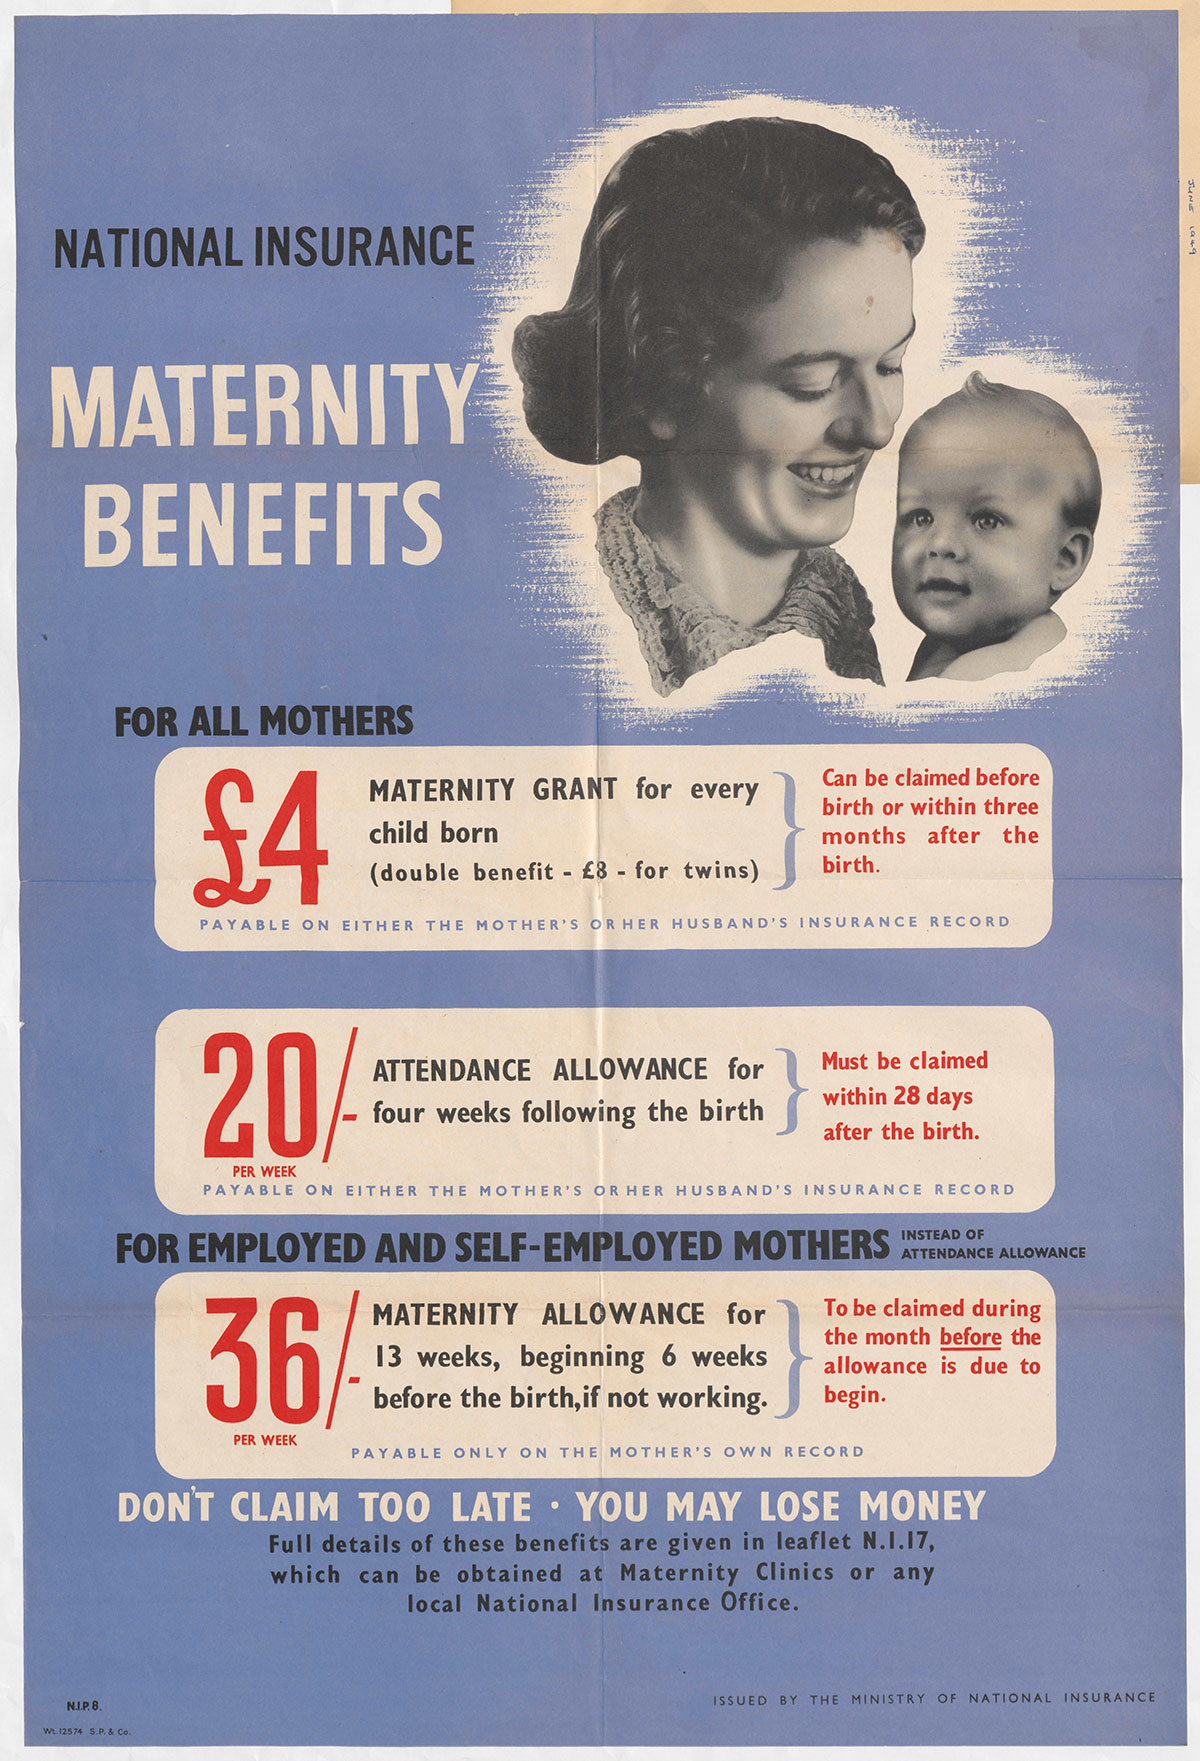 JUNE 1949
NATIONAL INSURANCE
MATERNITY
BENEFITS
FOR ALL MOTHERS
£4
MATERNITY GRANT for every
child born
(double benefit - £8 - for twins)
Can be claimed before
birth or within three
months after the
birth.
PAYABLE ON EITHER THE MOTHER'S OR HER HUSBAND'S INSURANCE RECORD
20/-
PER WEEK
ATTENDANCE ALLOWANCE for
four weeks following the birth
Must be claimed
within 28 days
after the birth.
PAYABLE ON EITHER THE MOTHER'S OR HER HUSBAND'S INSURANCE RECORD
FOR EMPLOYED AND SELF-EMPLOYED MOTHERS
INSTEAD OF
ATTENDANCE ALLOWANCE
36/-
PER WEEK
MATERNITY ALLOWANCE for
13 weeks, beginning 6 weeks
before the birth,if not working.
To be claimed during
the month before the
allowance is due to
begin.
PAYABLE ONLY ON THE MOTHER'S OWN RECORD
DON'T CLAIM TOO LATE · YOU MAY LOSE MONEY
Full details of these benefits are given in leaflet N.I.17,
which can be obtained at Maternity Clinics or any
local National Insurance Office.
N.I.P.8.
Wt.12574 S.P. & Co.
ISSUED BY THE MINISTRY OF NATIONAL INSURANCE